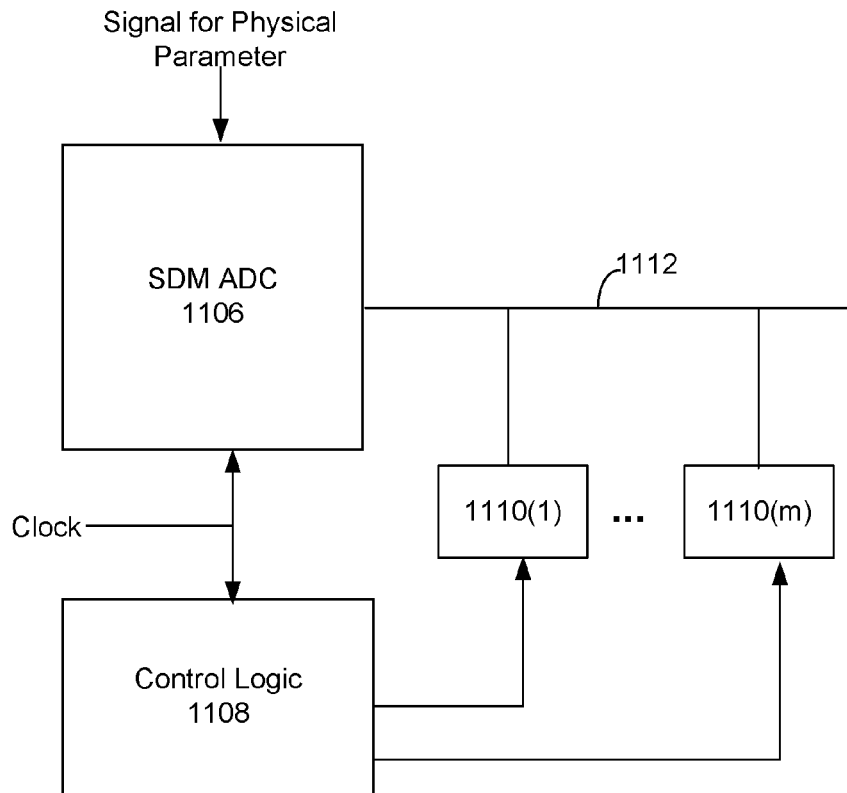 Signal for Physical
Parameter
SDM ADC
1106
1112
1110(1)
...
1110(m)
Clock
Control Logic
1108